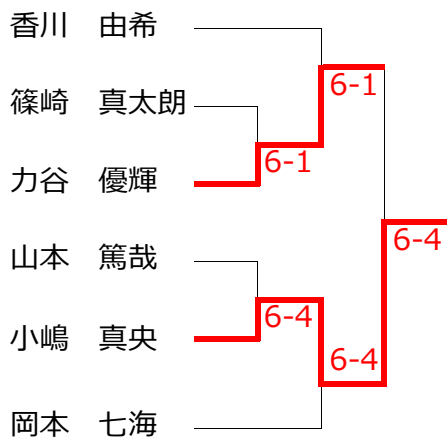 香川　由希
6-1
篠崎　真太朗
6-1
力谷　優輝
6-4
山本　篤哉
6-4
小嶋　真央
6-4
岡本　七海